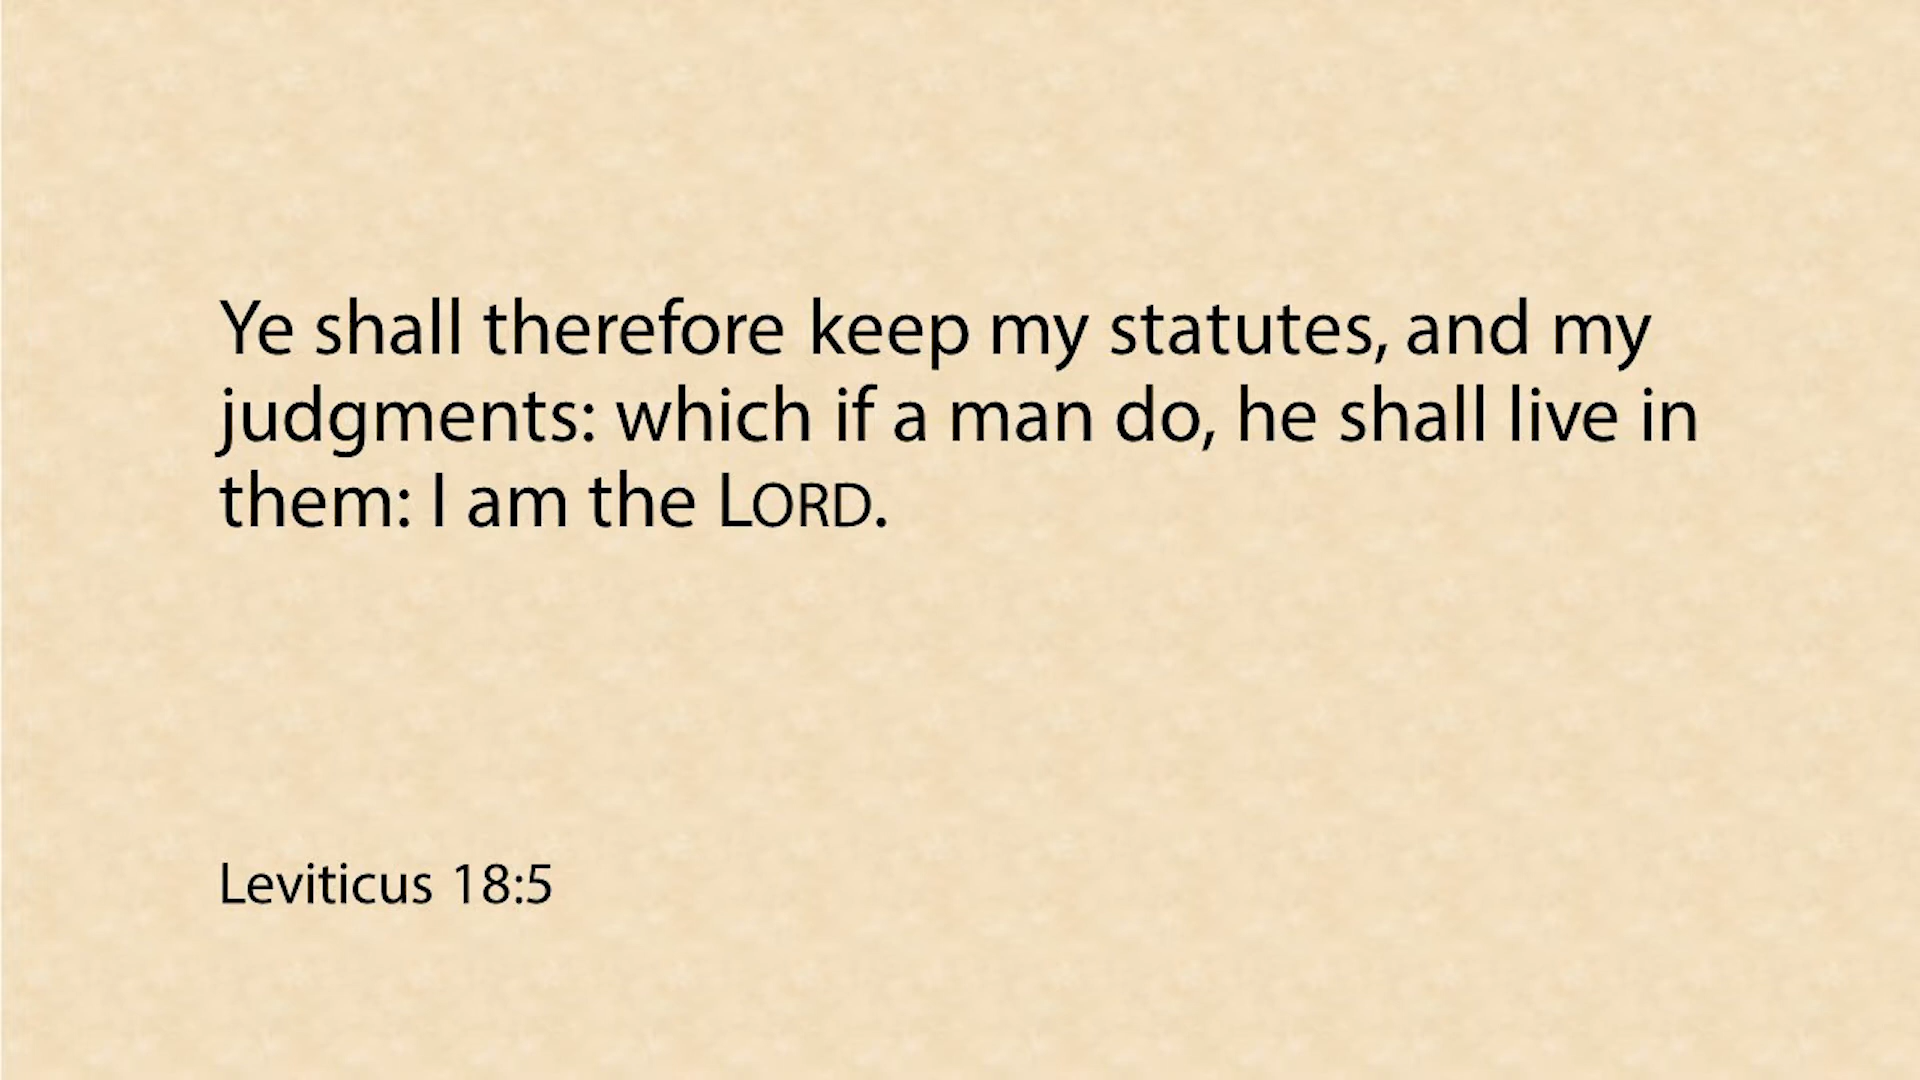 Ye shall therefore keep my statutes, and my
judgments: which if a man do, he shall live in
them: I am the LORD.
Leviticus 18:5